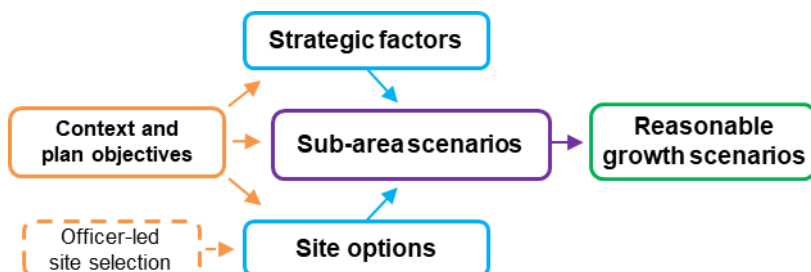 Strategic factors
Context and
plan objectives
Sub-area scenarios
Reasonable
growth scenarios
Officer-led
site selection
Site options